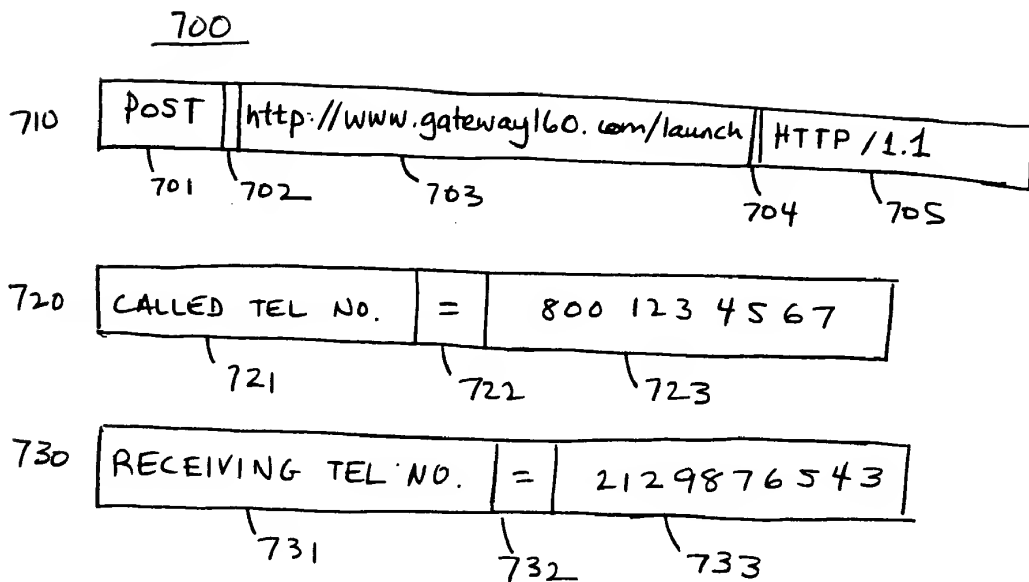 700
710 POST http://www.gateway160.com/launch HTTP/1.1
701 702 703 704 705
720 CALLED TEL NO. = 800 123 4567
721 722 723
730 RECEIVING TEL NO. = 2129876543
731 732 733